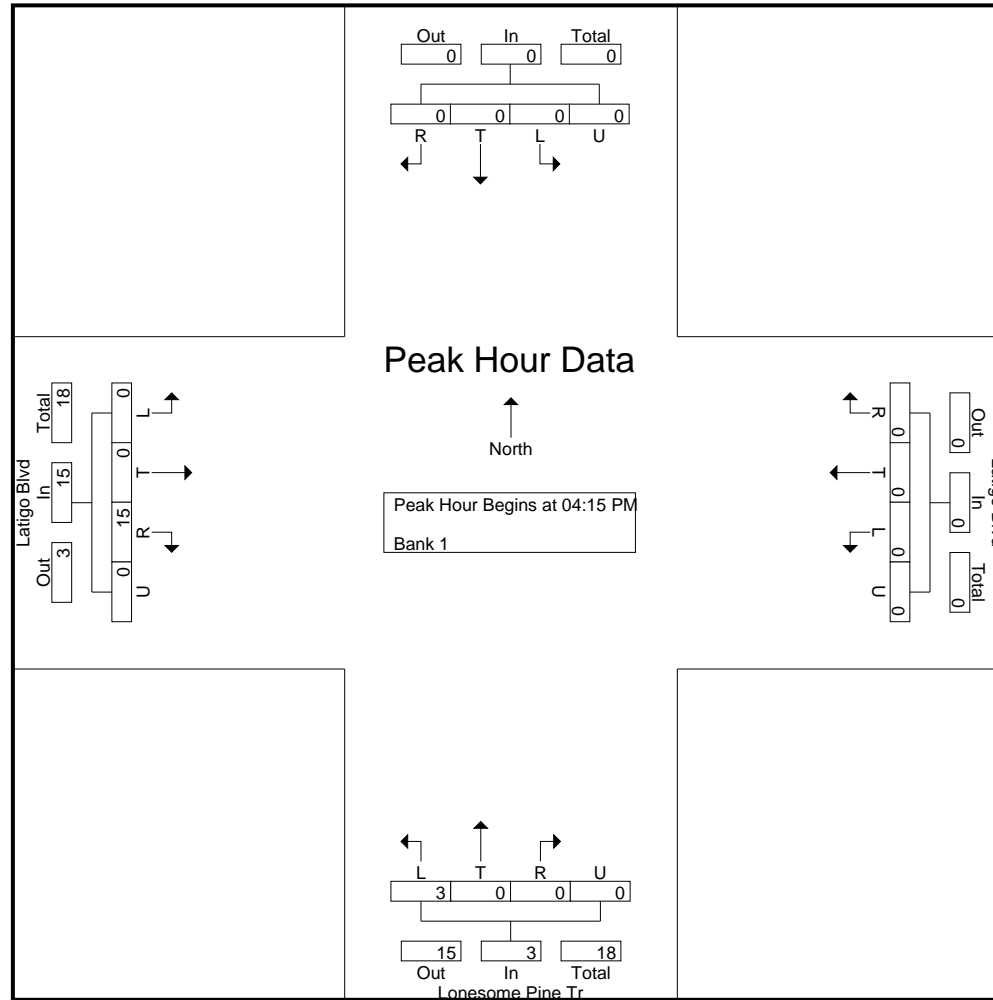 Out In Total
0 0 0
0 0 0 0
R T L U
Peak Hour Data
North
Peak Hour Begins at 04:15 PM
Bank 1
Latigo Blvd
Out In Total
3 15 18
0 15 0 0
U R T L
Out In Total
0 0 0
0 0 0 0
R T L U
L T R U
3 0 0 0
15 3 18
Out In Total
Lonesome Pine Tr